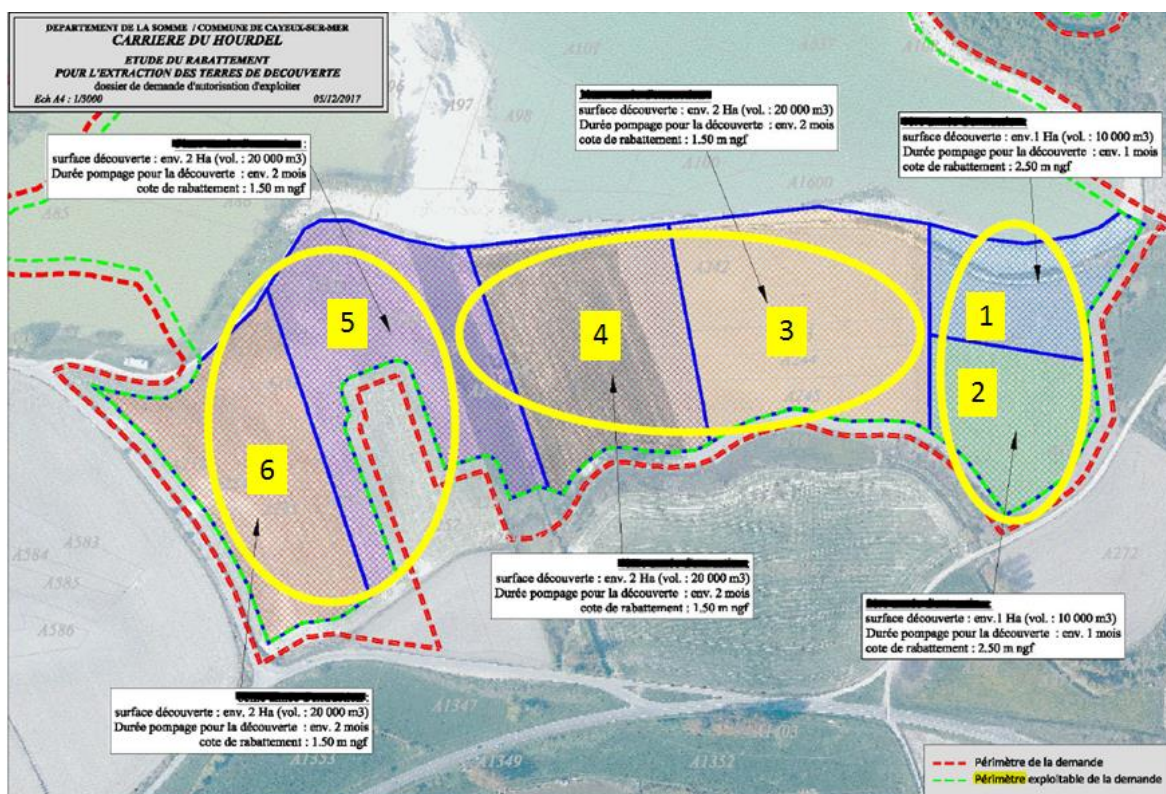 DEPARTEMENT DE LA SOMME / COMMUNE DE CAYEUX-SUR-MER
CARRIERE DU HOURDEL
ETUDE DU RABATTEMENT
POUR L'EXTRACTION DES TERRES DE DECOUVERTE
dossier de demande d'autorisation d'exploiter
Ech A4 : 1/3000 05/12/2017
surface découverte : env. 2 Ha (vol. : 20 000 m3)
Durée pompage pour la découverte : env. 2 mois
cote de rabattement : 1.50 m ngf
surface découverte : env. 2 Ha (vol. : 20 000 m3)
Durée pompage pour la découverte : env. 2 mois
cote de rabattement : 1.50 m ngf
surface découverte : env.1 Ha (vol. : 10 000 m3)
Durée pompage pour la découverte : env. 1 mois
cote de rabattement : 2.50 m ngf
A97
A98
A101
A100
A1600
A85
1
2
3
4
5
6
A584
A583
A585
A586
A272
surface découverte : env. 2 Ha (vol. : 20 000 m3)
Durée pompage pour la découverte : env. 2 mois
cote de rabattement : 1.50 m ngf
surface découverte : env.1 Ha (vol. : 10 000 m3)
Durée pompage pour la découverte : env. 1 mois
cote de rabattement : 2.50 m ngf
surface découverte : env. 2 Ha (vol. : 20 000 m3)
Durée pompage pour la découverte : env. 2 mois
cote de rabattement : 1.50 m ngf
A1347
A1353
A1349
A1352
Périmètre de la demande
Périmètre exploitable de la demande